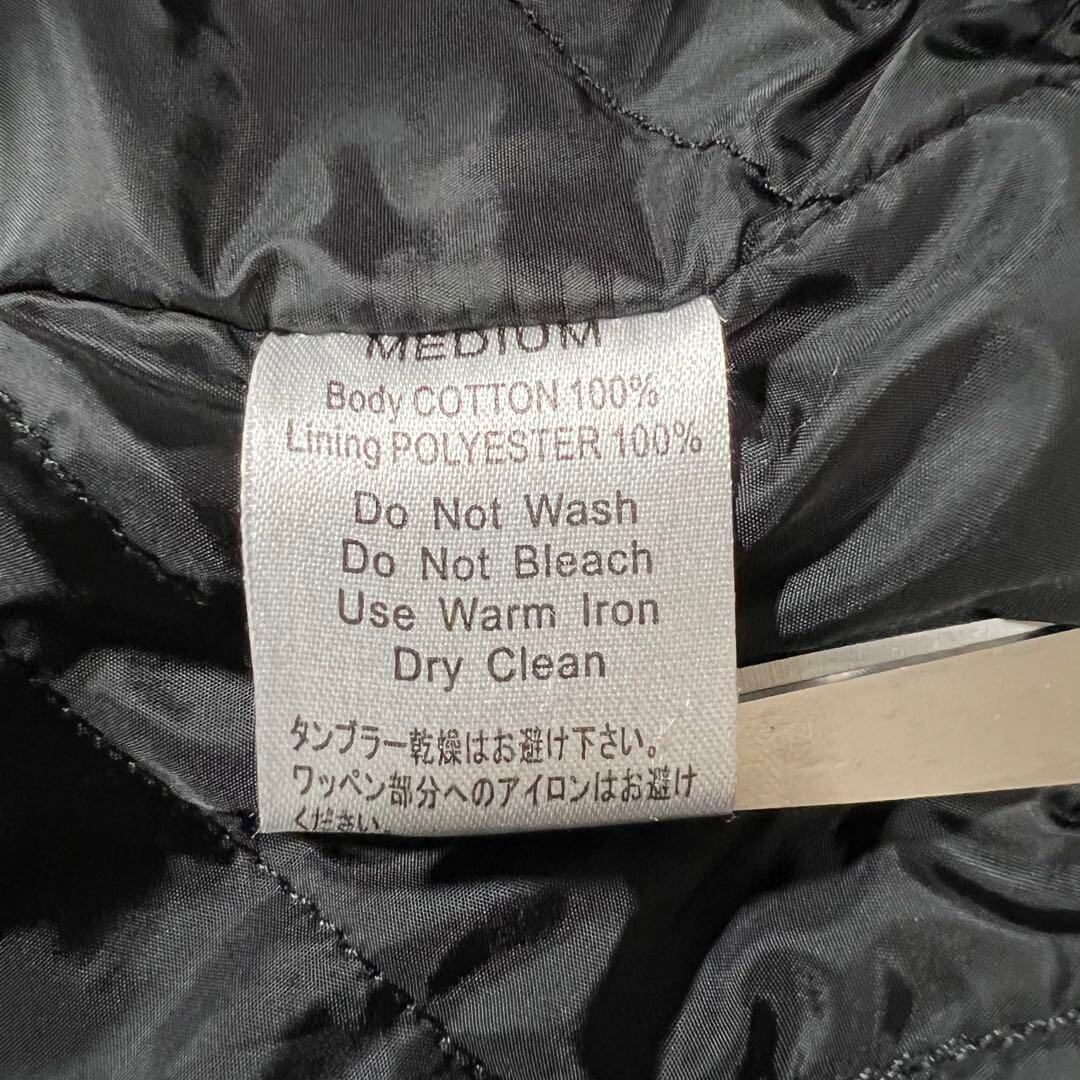 MEDIUM
Body COTTON 100%
Lining POLYESTER 100%
Do Not Wash
Do Not Bleach
Use Warm Iron
Dry Clean
タンブラー乾燥はお避け下さい。
ワッペン部分へのアイロンはお避け
ください。